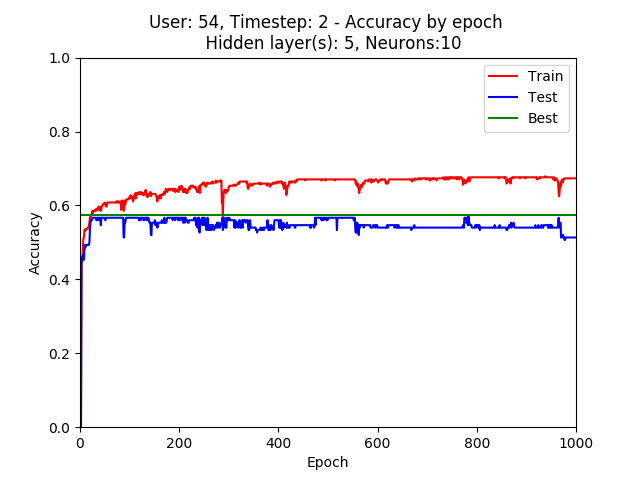 User: 54, Timestep: 2 - Accuracy by epoch
Hidden layer(s): 5, Neurons:10
Train
Test
Best
Accuracy
1.0
0.8
0.6
0.4
0.2
0.0
0 200 400 600 800 1000
Epoch